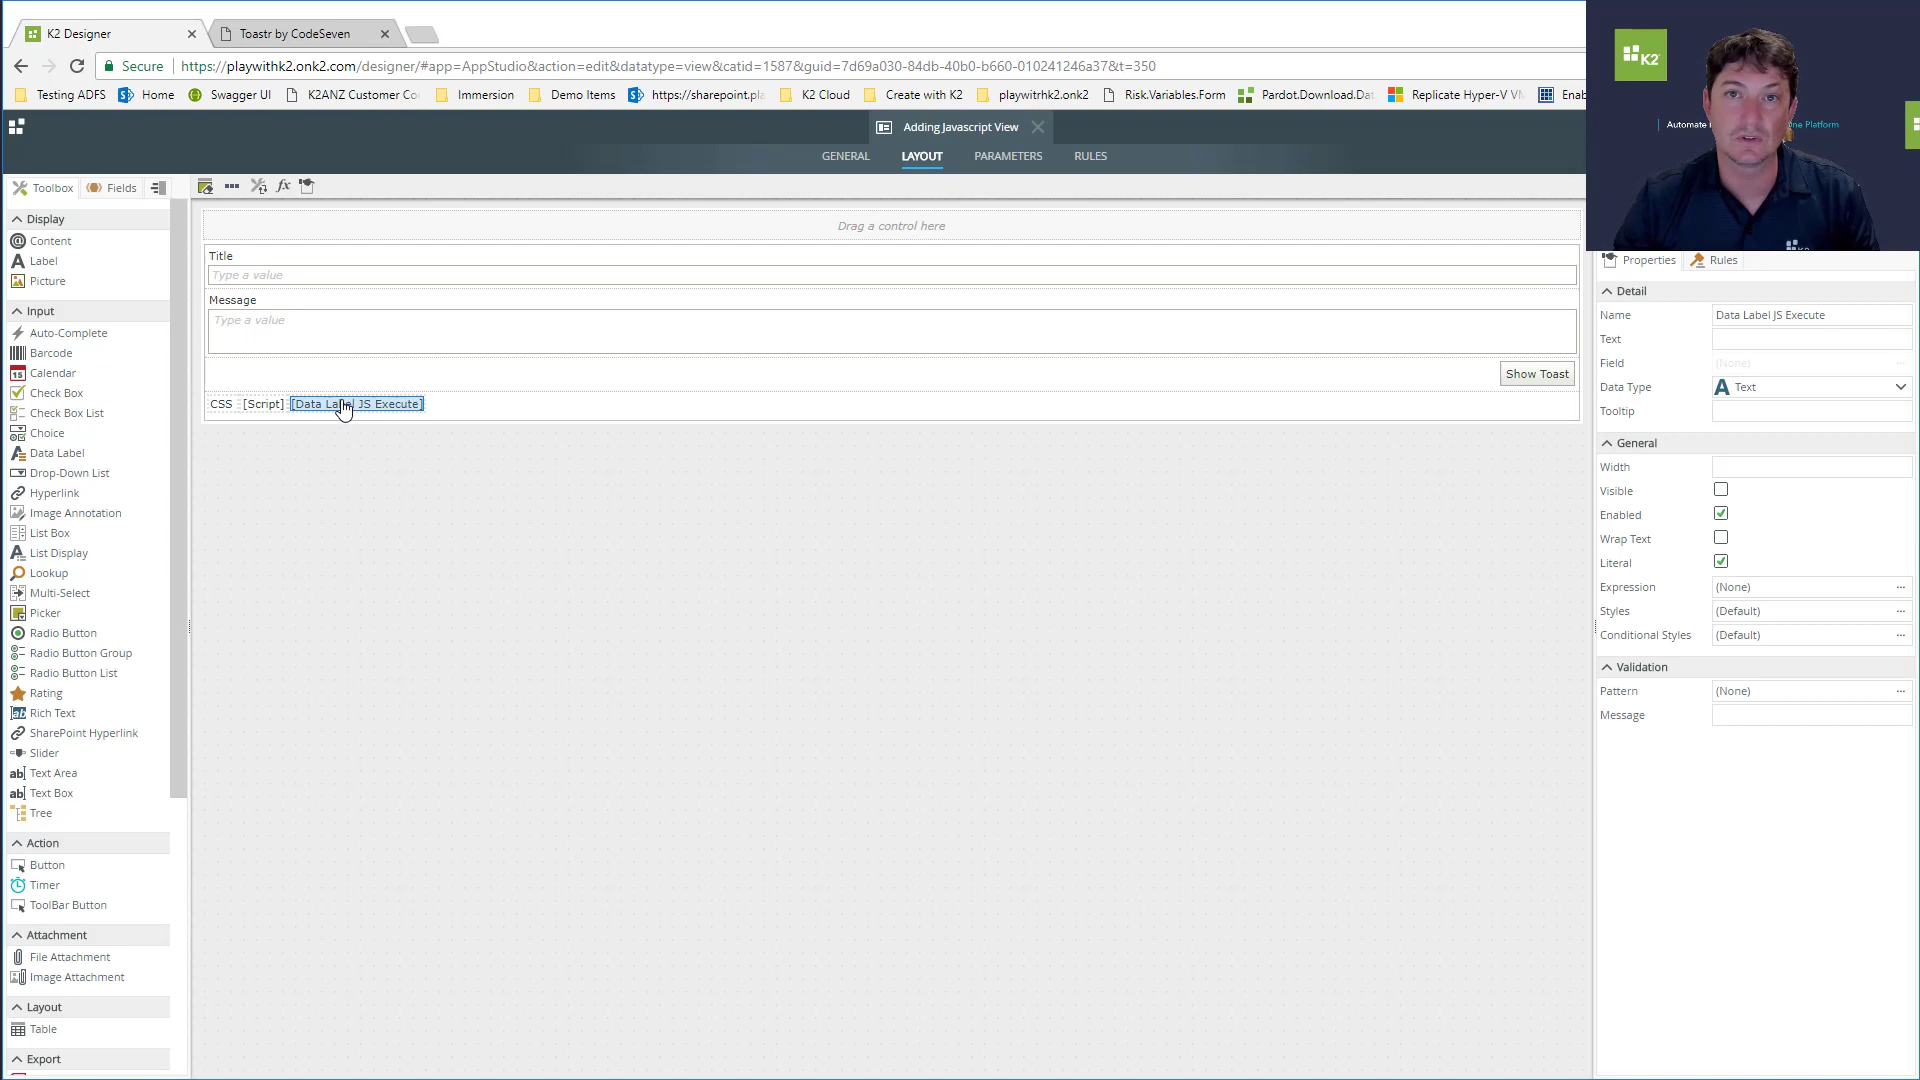 K2 Designer
Toastr by CodeSeven
Secure
https://playwithk2.onk2.com/designer/#app=AppStudio&action=edit&datatype=view&catid=1587&guid=7d69a030-84db-40b0-b660-010241246a37&t=350
Testing ADFS
Home
Swagger UI
K2ANZ Customer Co
Immersion
Demo Items
https://sharepoint.pla
K2 Cloud
Create with K2
playwitrhk2.onk2
Risk.Variables.Form
Pardot.Download.Dat
Replicate Hyper-V VM
Enab
K2
Automate
One Platform
Adding Javascript View
GENERAL
LAYOUT
PARAMETERS
RULES
Toolbox
Fields
fx
Display
Content
Label
Picture
Input
Auto-Complete
Barcode
Calendar
Check Box
Check Box List
Choice
Data Label
Drop-Down List
Hyperlink
Image Annotation
List Box
List Display
Lookup
Multi-Select
Picker
Radio Button
Radio Button Group
Radio Button List
Rating
Rich Text
SharePoint Hyperlink
Slider
Text Area
Text Box
Tree
Action
Button
Timer
ToolBar Button
Attachment
File Attachment
Image Attachment
Layout
Table
Export
Drag a control here
Title
Type a value
Message
Type a value
Show Toast
CSS [Script] [Data Label JS Execute]
Properties
Rules
Detail
Name Data Label JS Execute
Text
Field (None)
Data Type Text
Tooltip
General
Width
Visible
Enabled
Wrap Text
Literal
Expression (None)
Styles (Default)
Conditional Styles (Default)
Validation
Pattern (None)
Message